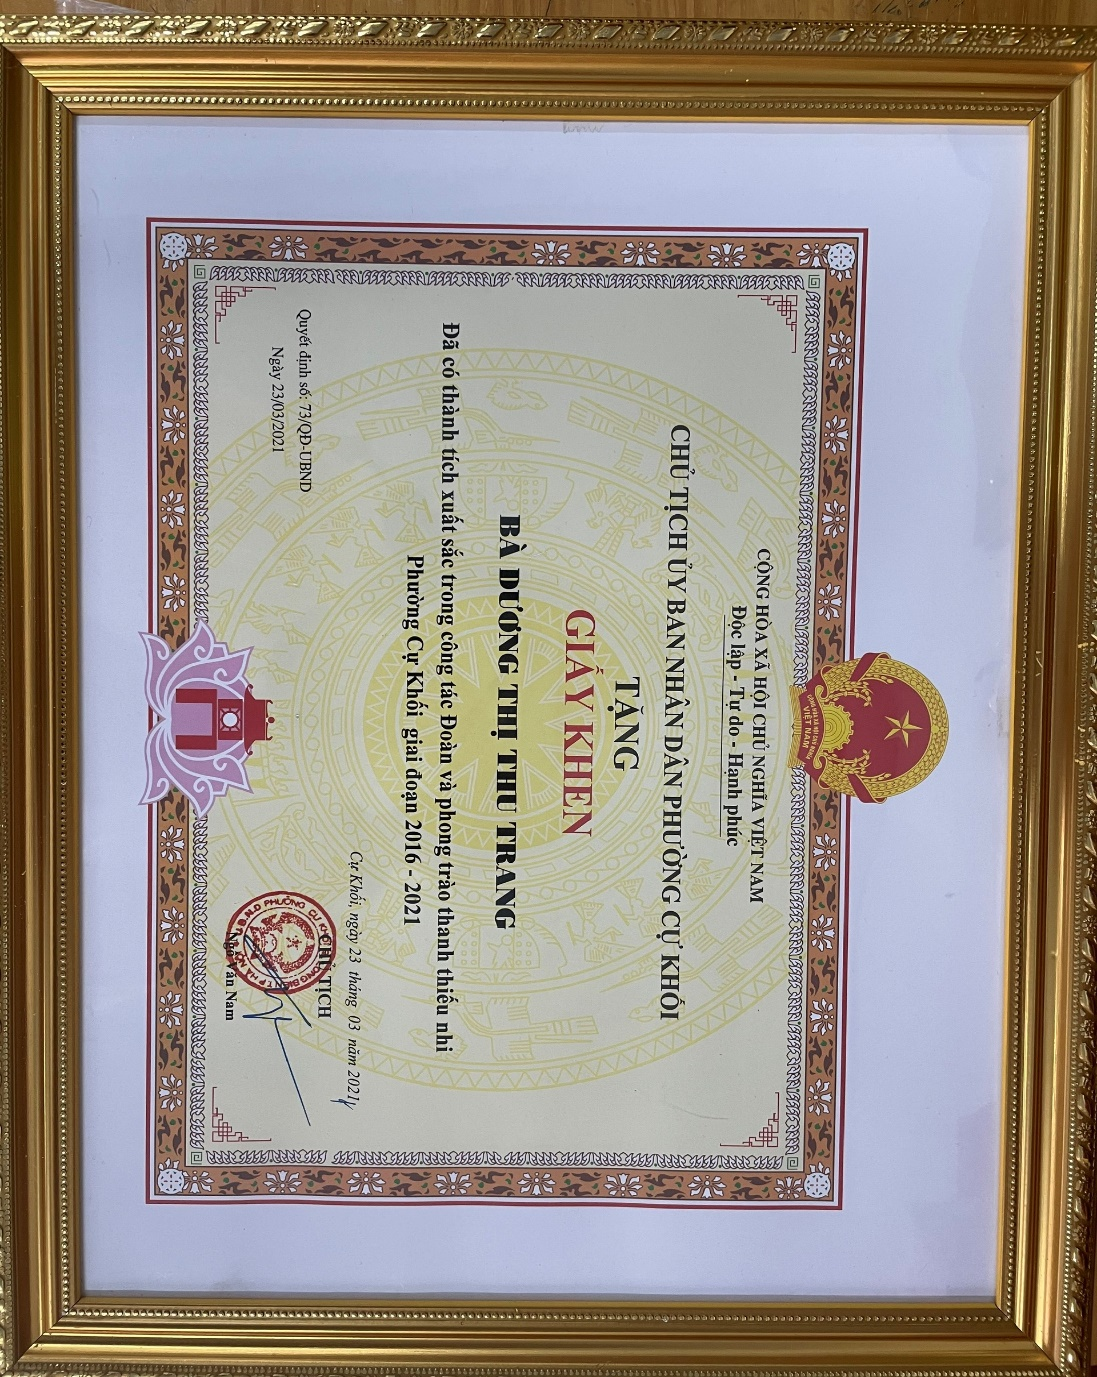 CỘNG HÒA XÃ HỘI CHỦ NGHĨA VIỆT NAM
Độc lập - Tự do - Hạnh phúc
CHỦ TỊCH ỦY BAN NHÂN DÂN PHƯỜNG CỰ KHỐI
TẶNG
GIẤY KHEN
BÀ DƯƠNG THỊ THU TRANG
Đã có thành tích xuất sắc trong công tác Đoàn và phong trào thanh thiếu nhi
Phường Cự Khối giai đoạn 2016 - 2021
Quyết định số: 73/QĐ-UBND
Ngày 23/03/2021
Cự Khối, ngày 23 tháng 03 năm 2021
CHỦ TỊCH
Ngô Văn Nam